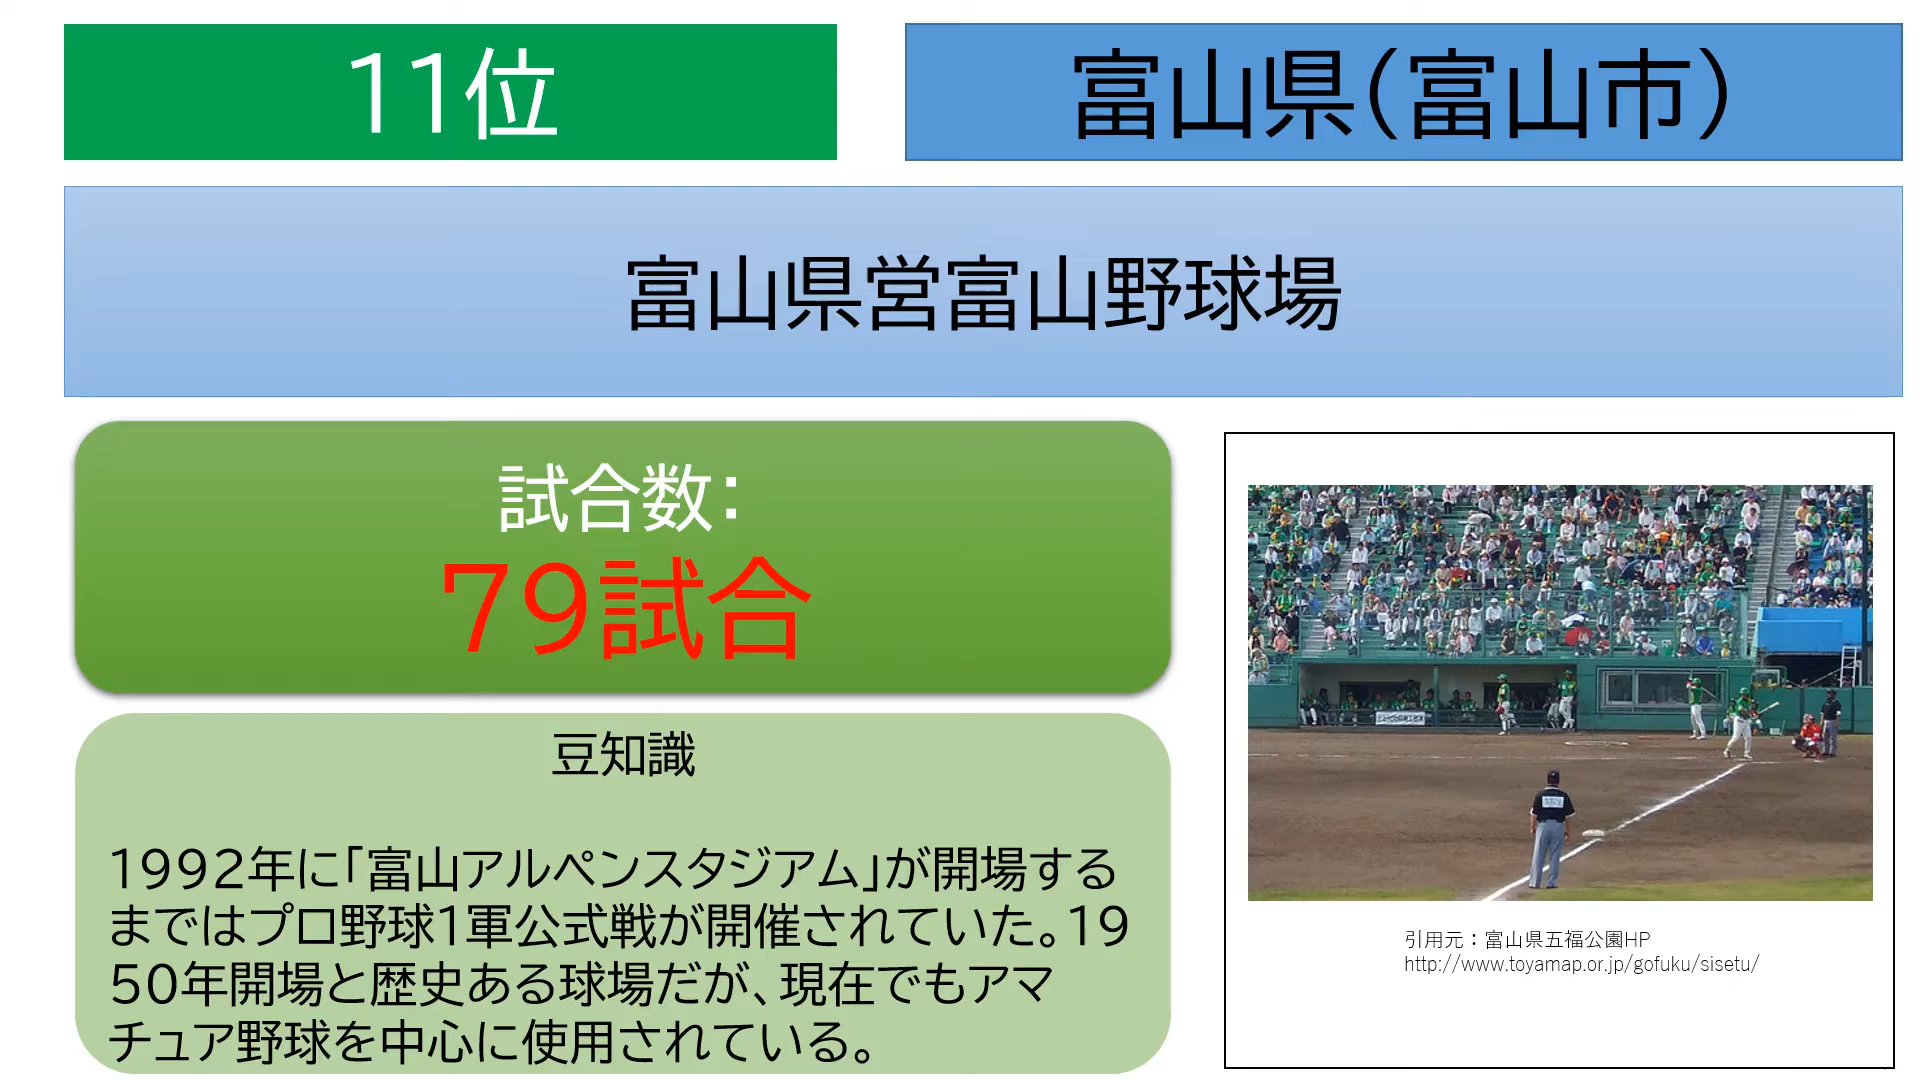 11位
富山県(富山市)
富山県営富山野球場
試合数:
79試合
豆知識
1992年に「富山アルペンスタジアム」が開場する
まではプロ野球1軍公式戦が開催されていた。19
50年開場と歴史ある球場だが、現在でもアマ
チュア野球を中心に使用されている。
引用元：富山県五福公園HP
http://www.toyamap.or.jp/gofuku/sisetu/